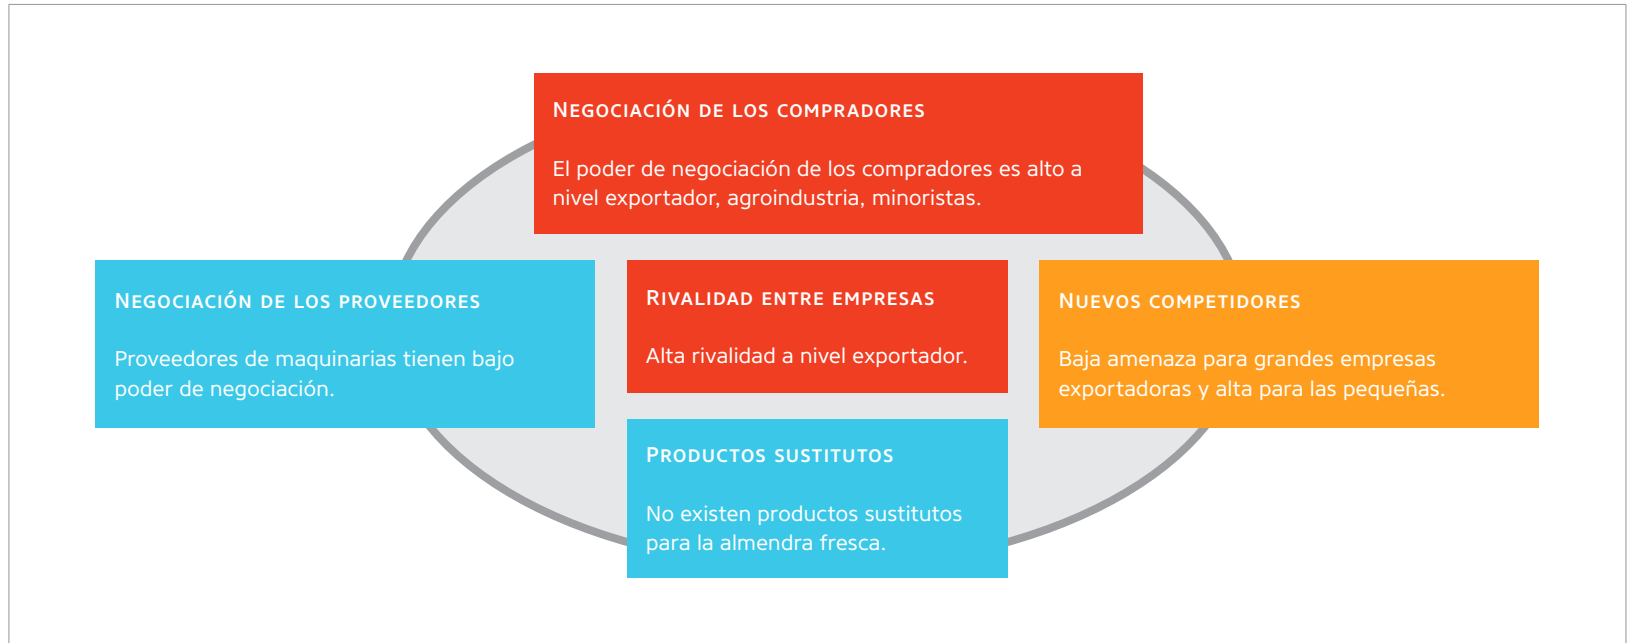 NEGOCIACIÓN DE LOS COMPRADORES
El poder de negociación de los compradores es alto a
nivel exportador, agroindustria, minoristas.
NEGOCIACIÓN DE LOS PROVEEDORES
Proveedores de maquinarias tienen bajo
poder de negociación.
RIVALIDAD ENTRE EMPRESAS
Alta rivalidad a nivel exportador.
NUEVOS COMPETIDORES
Baja amenaza para grandes empresas
exportadoras y alta para las pequeñas.
PRODUCTOS SUSTITUTOS
No existen productos sustitutos
para la almendra fresca.